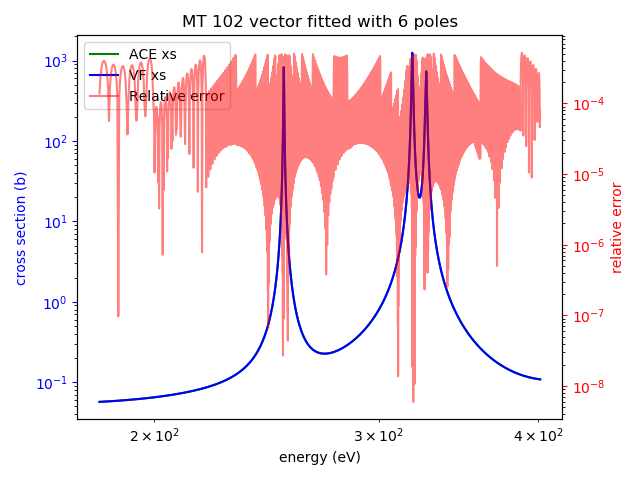 MT 102 vector fitted with 6 poles
ACE xs
VF xs
Relative error
10³
10²
10¹
10⁰
10⁻¹
cross section (b)
10⁻⁴
10⁻⁵
10⁻⁶
10⁻⁷
10⁻⁸
relative error
2 × 10² 3 × 10² 4 × 10²
energy (eV)